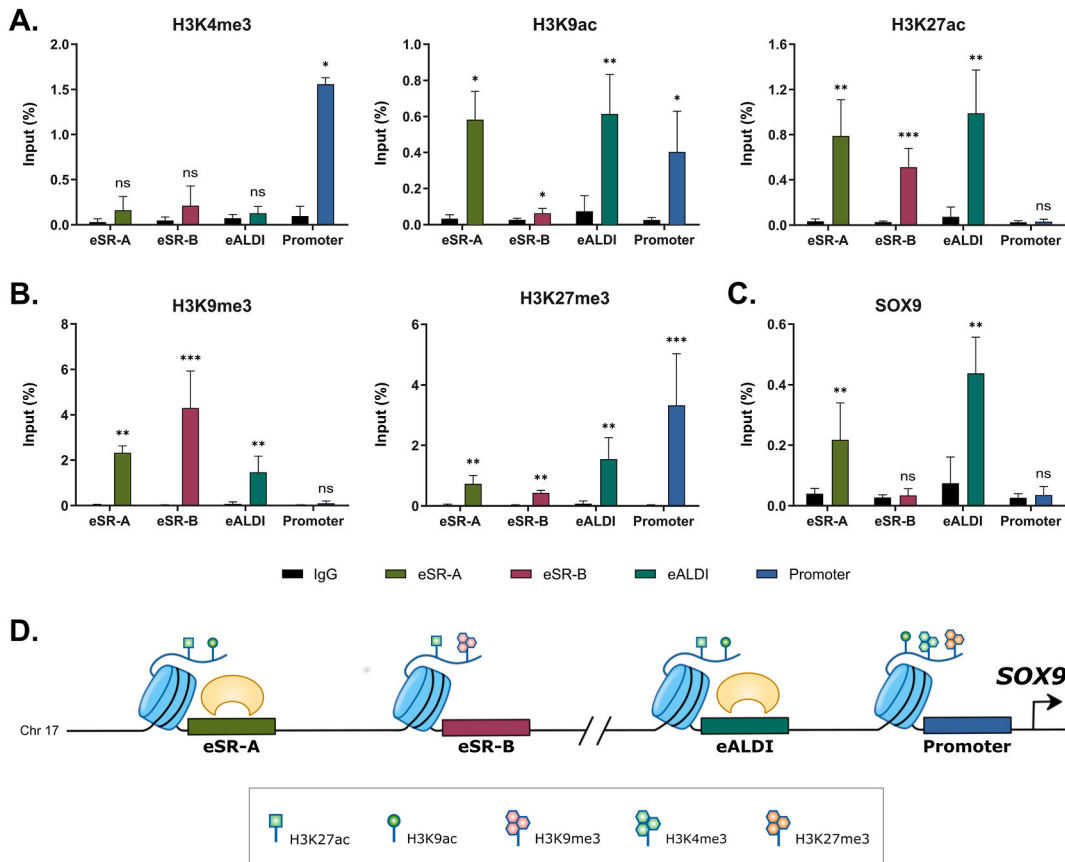 A.
H3K4me3
H3K9ac
H3K27ac
Input (%)
2.0
1.5
1.0
0.5
0.0
ns
ns
ns
*
eSR-A eSR-B eALDI Promoter
Input (%)
1.0
0.8
0.6
0.4
0.2
0.0
*
*
**
*
eSR-A eSR-B eALDI Promoter
Input (%)
1.6
1.2
0.8
0.4
0.0
**
***
**
ns
eSR-A eSR-B eALDI Promoter
B.
H3K9me3
H3K27me3
Input (%)
8
6
4
2
0
**
***
**
ns
eSR-A eSR-B eALDI Promoter
Input (%)
6
4
2
0
**
**
**
***
eSR-A eSR-B eALDI Promoter
C.
SOX9
Input (%)
0.6
0.4
0.2
0.0
**
ns
**
ns
eSR-A eSR-B eALDI Promoter
IgG eSR-A eSR-B eALDI Promoter
D.
SOX9
Chr 17
eSR-A eSR-B eALDI Promoter
H3K27ac H3K9ac H3K9me3 H3K4me3 H3K27me3